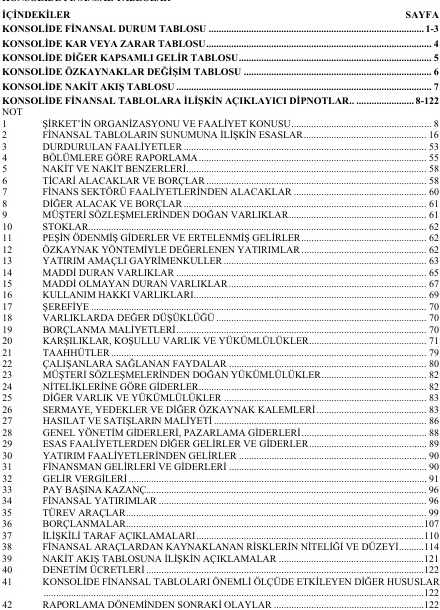 İÇİNDEKİLER SAYFA
KONSOLİDE FİNANSAL DURUM TABLOSU ........ 1-3
KONSOLİDE KAR VEYA ZARAR TABLOSU ........ 4
KONSOLİDE DİĞER KAPSAMLI GELİR TABLOSU ........ 5
KONSOLİDE ÖZKAYNAKLAR DEĞİŞİM TABLOSU ........ 6
KONSOLİDE NAKİT AKIŞ TABLOSU ........ 7
KONSOLİDE FİNANSAL TABLOLARA İLİŞKİN AÇIKLAYICI DİPNOTLAR.. ........ 8-122
NOT
1 ŞİRKET'İN ORGANİZASYONU VE FAALİYET KONUSU ........ 8
2 FİNANSAL TABLOLARIN SUNUMUNA İLİŞKİN ESASLAR ........ 16
3 DURDURULAN FAALİYETLER ........ 53
4 BÖLÜMLERE GÖRE RAPORLAMA ........ 55
5 NAKİT VE NAKİT BENZERLERİ ........ 58
6 TİCARİ ALACAKLAR VE BORÇLAR ........ 58
7 FİNANS SEKTÖRÜ FAALİYETLERİNDEN ALACAKLAR ........ 60
8 DİĞER ALACAK VE BORÇLAR ........ 61
9 MÜŞTERİ SÖZLEŞMELERİNDEN DOĞAN VARLIKLAR ........ 61
10 STOKLAR ........ 62
11 PEŞİN ÖDENMİŞ GİDERLER VE ERTELENMİŞ GELİRLER ........ 62
12 ÖZKAYNAK YÖNTEMİYLE DEĞERLENEN YATIRIMLAR ........ 62
13 YATIRIM AMAÇLI GAYRİMENKULLER ........ 63
14 MADDİ DURAN VARLIKLAR ........ 65
15 MADDİ OLMAYAN DURAN VARLIKLAR ........ 67
16 KULLANIM HAKKI VARLIKLARI ........ 69
17 ŞEREFİYE ........ 70
18 VARLIKLARDA DEĞER DÜŞÜKLÜĞÜ ........ 70
19 BORÇLANMA MALİYETLERİ ........ 70
20 KARŞILIKLAR, KOŞULLU VARLIK VE YÜKÜMLÜLÜKLER ........ 71
21 TAAHHÜTLER ........ 79
22 ÇALIŞANLARA SAĞLANAN FAYDALAR ........ 80
23 MÜŞTERİ SÖZLEŞMELERİNDEN DOĞAN YÜKÜMLÜLÜKLER ........ 82
24 NİTELİKLERİNE GÖRE GİDERLER ........ 82
25 DİĞER VARLIK VE YÜKÜMLÜLÜKLER ........ 83
26 SERMAYE, YEDEKLER VE DİĞER ÖZKAYNAK KALEMLERİ ........ 83
27 HASILAT VE SATIŞLARIN MALİYETİ ........ 86
28 GENEL YÖNETİM GİDERLERİ, PAZARLAMA GİDERLERİ ........ 88
29 ESAS FAALİYETLERDEN DİĞER GELİRLER VE GİDERLER ........ 89
30 YATIRIM FAALİYETLERİNDEN GELİRLER ........ 90
31 FİNANSMAN GELİRLERİ VE GİDERLERİ ........ 90
32 GELİR VERGİLERİ ........ 91
33 PAY BAŞINA KAZANÇ ........ 96
34 FİNANSAL YATIRIMLAR ........ 96
35 TÜREV ARAÇLAR ........ 99
36 BORÇLANMALAR ........ 107
37 İLİŞKİLİ TARAF AÇIKLAMALARI ........ 110
38 FİNANSAL ARAÇLARDAN KAYNAKLANAN RİSKLERİN NİTELİĞİ VE DÜZEYİ ........ 114
39 NAKİT AKIŞ TABLOSUNA İLİŞKİN AÇIKLAMALAR ........ 121
40 DENETİM ÜCRETLERİ ........ 122
41 KONSOLİDE FİNANSAL TABLOLARI ÖNEMLİ ÖLÇÜDE ETKİLEYEN DİĞER HUSUSLAR
........ 122
42 RAPORLAMA DÖNEMİNDEN SONRAKİ OLAYLAR ........ 122